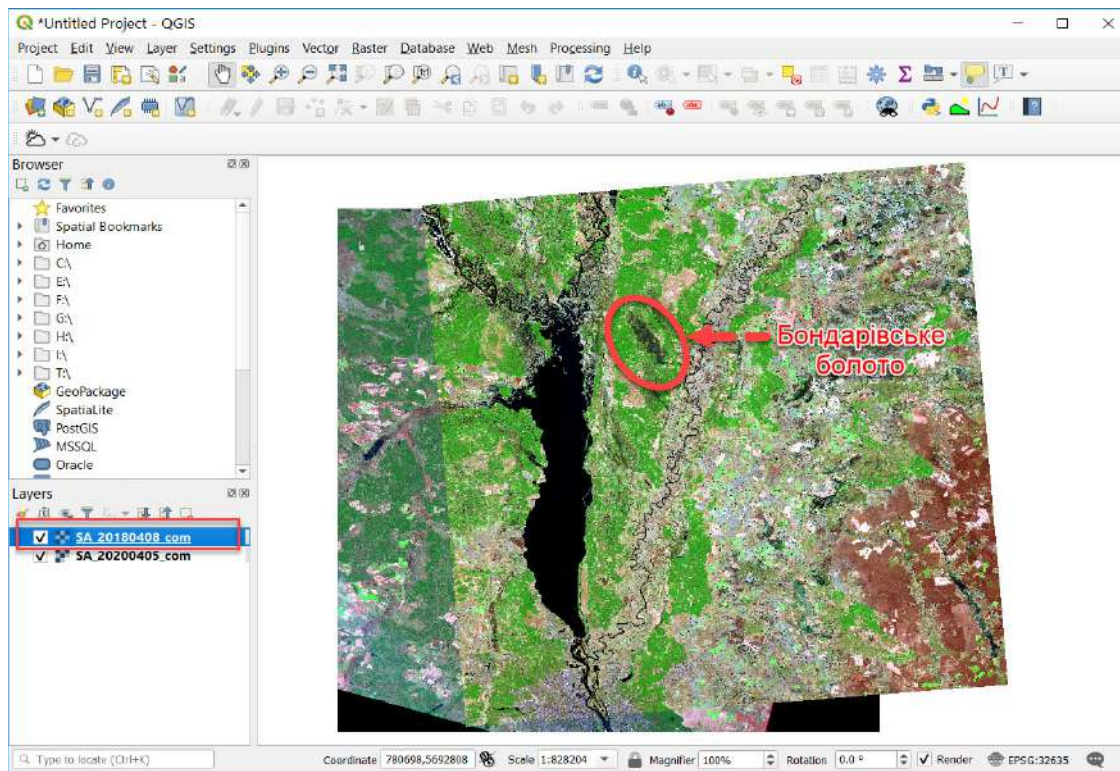 *Untitled Project - QGIS
Project Edit View Layer Settings Plugins Vector Raster Database Web Mesh Processing Help
Browser
Favorites
Spatial Bookmarks
Home
C:\
E:\
F:\
G:\
H:\
I:\
T:\
GeoPackage
SpatiaLite
PostGIS
MSSQL
Oracle
Layers
SA_20180408_com
SA_20200405_com
Бондарівське
болото
Type to locate (Ctrl+K) Coordinate 780698,5692808 Scale 1:828204 Magnifier 100% Rotation 0.0 ° Render EPSG:32635